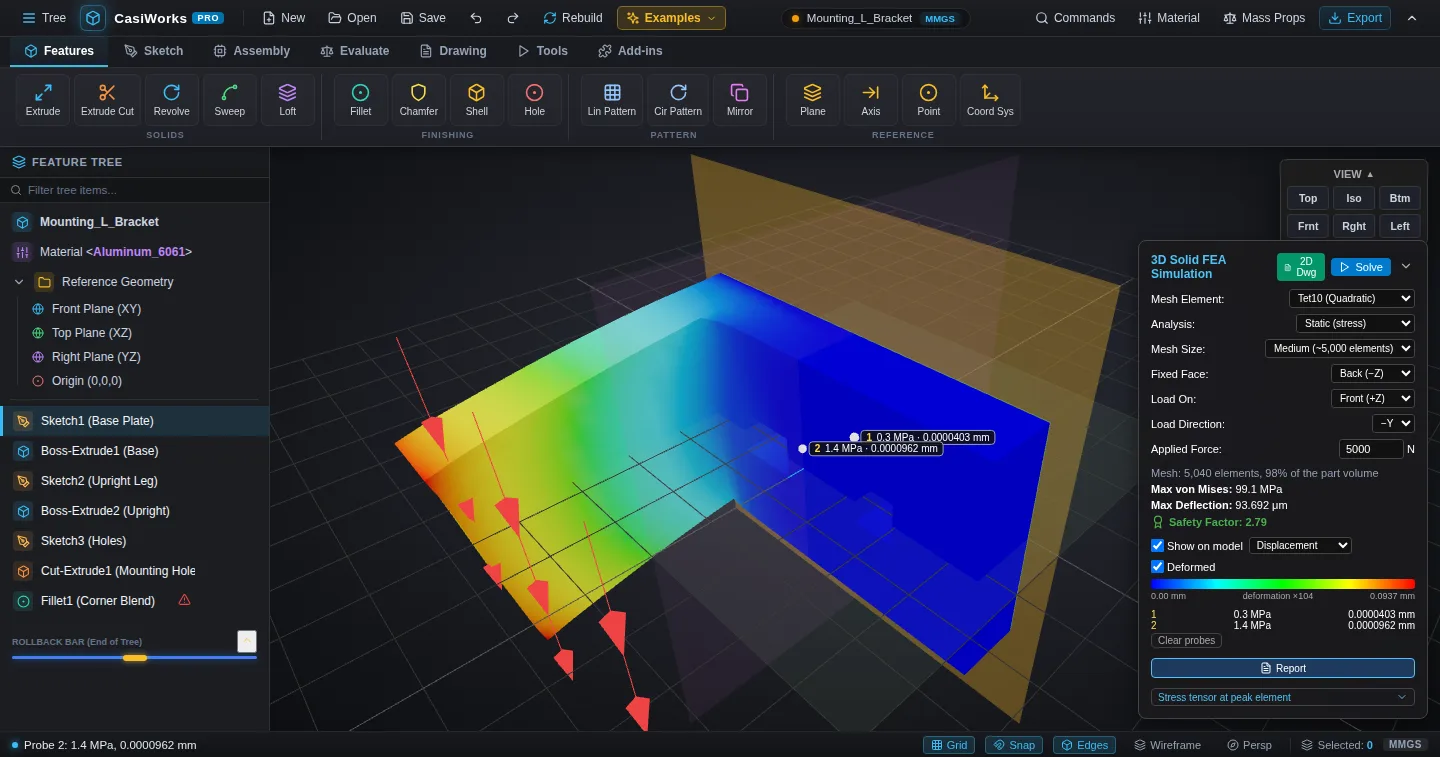 Tree CasiWorks PRO New Open Save Rebuild Examples Mounting_L_Bracket MMGS Commands Material Mass Props Export
Features Sketch Assembly Evaluate Drawing Tools Add-ins
Extrude Extrude Cut Revolve Sweep Loft Fillet Chamfer Shell Hole Lin Pattern Cir Pattern Mirror Plane Axis Point Coord Sys
SOLIDS FINISHING PATTERN REFERENCE
FEATURE TREE
Filter tree items...
Mounting_L_Bracket
Material <Aluminum_6061>
Reference Geometry
Front Plane (XY)
Top Plane (XZ)
Right Plane (YZ)
Origin (0,0,0)
Sketch1 (Base Plate)
Boss-Extrude1 (Base)
Sketch2 (Upright Leg)
Boss-Extrude2 (Upright)
Sketch3 (Holes)
Cut-Extrude1 (Mounting Hole
Fillet1 (Corner Blend)
ROLLBACK BAR (End of Tree)
1 0.3 MPa · 0.0000403 mm
2 1.4 MPa · 0.0000962 mm
VIEW ▲
Top Iso Btm
Frnt Rght Left
3D Solid FEA
Simulation
2D
Dwg
Solve
Mesh Element: Tet10 (Quadratic)
Analysis: Static (stress)
Mesh Size: Medium (~5,000 elements)
Fixed Face: Back (−Z)
Load On: Front (+Z)
Load Direction: −Y
Applied Force: 5000 N
Mesh: 5,040 elements, 98% of the part volume
Max von Mises: 99.1 MPa
Max Deflection: 93.692 μm
Safety Factor: 2.79
Show on model Displacement
Deformed
0.00 mm deformation ×104 0.0937 mm
1 0.3 MPa 0.0000403 mm
2 1.4 MPa 0.0000962 mm
Clear probes
Report
Stress tensor at peak element
Probe 2: 1.4 MPa, 0.0000962 mm Grid Snap Edges Wireframe Persp Selected: 0 MMGS